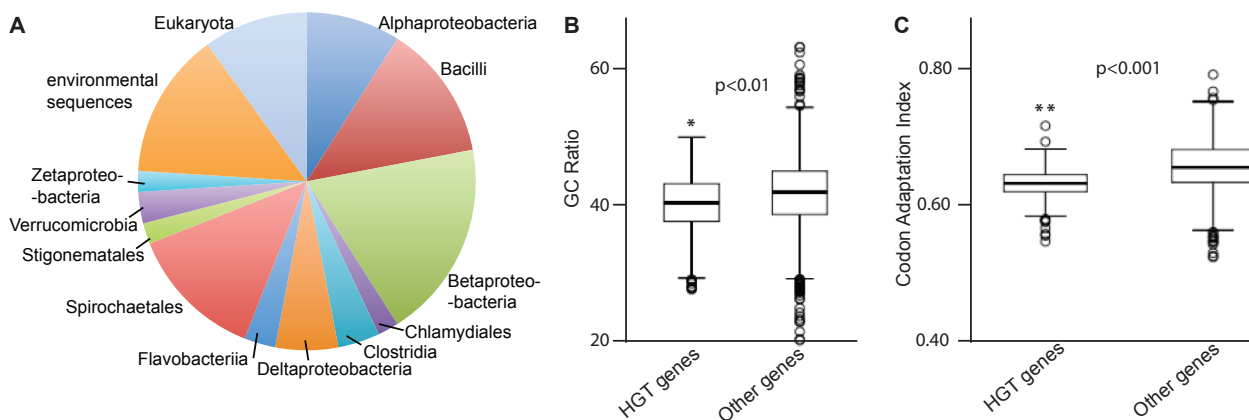 A
Eukaryota
Alphaproteobacteria
Bacilli
environmental
sequences
Zetaproteo-
-bacteria
Verrucomicrobia
Stigonematales
Spirochaetales
Flavobacteriia
Deltaproteobacteria
Clostridia
Chlamydiales
Betaproteo-
-bacteria
B
GC Ratio
60
40
20
p<0.01
*
HGT genes
Other genes
C
Codon Adaptation Index
0.80
0.60
0.40
p<0.001
**
HGT genes
Other genes